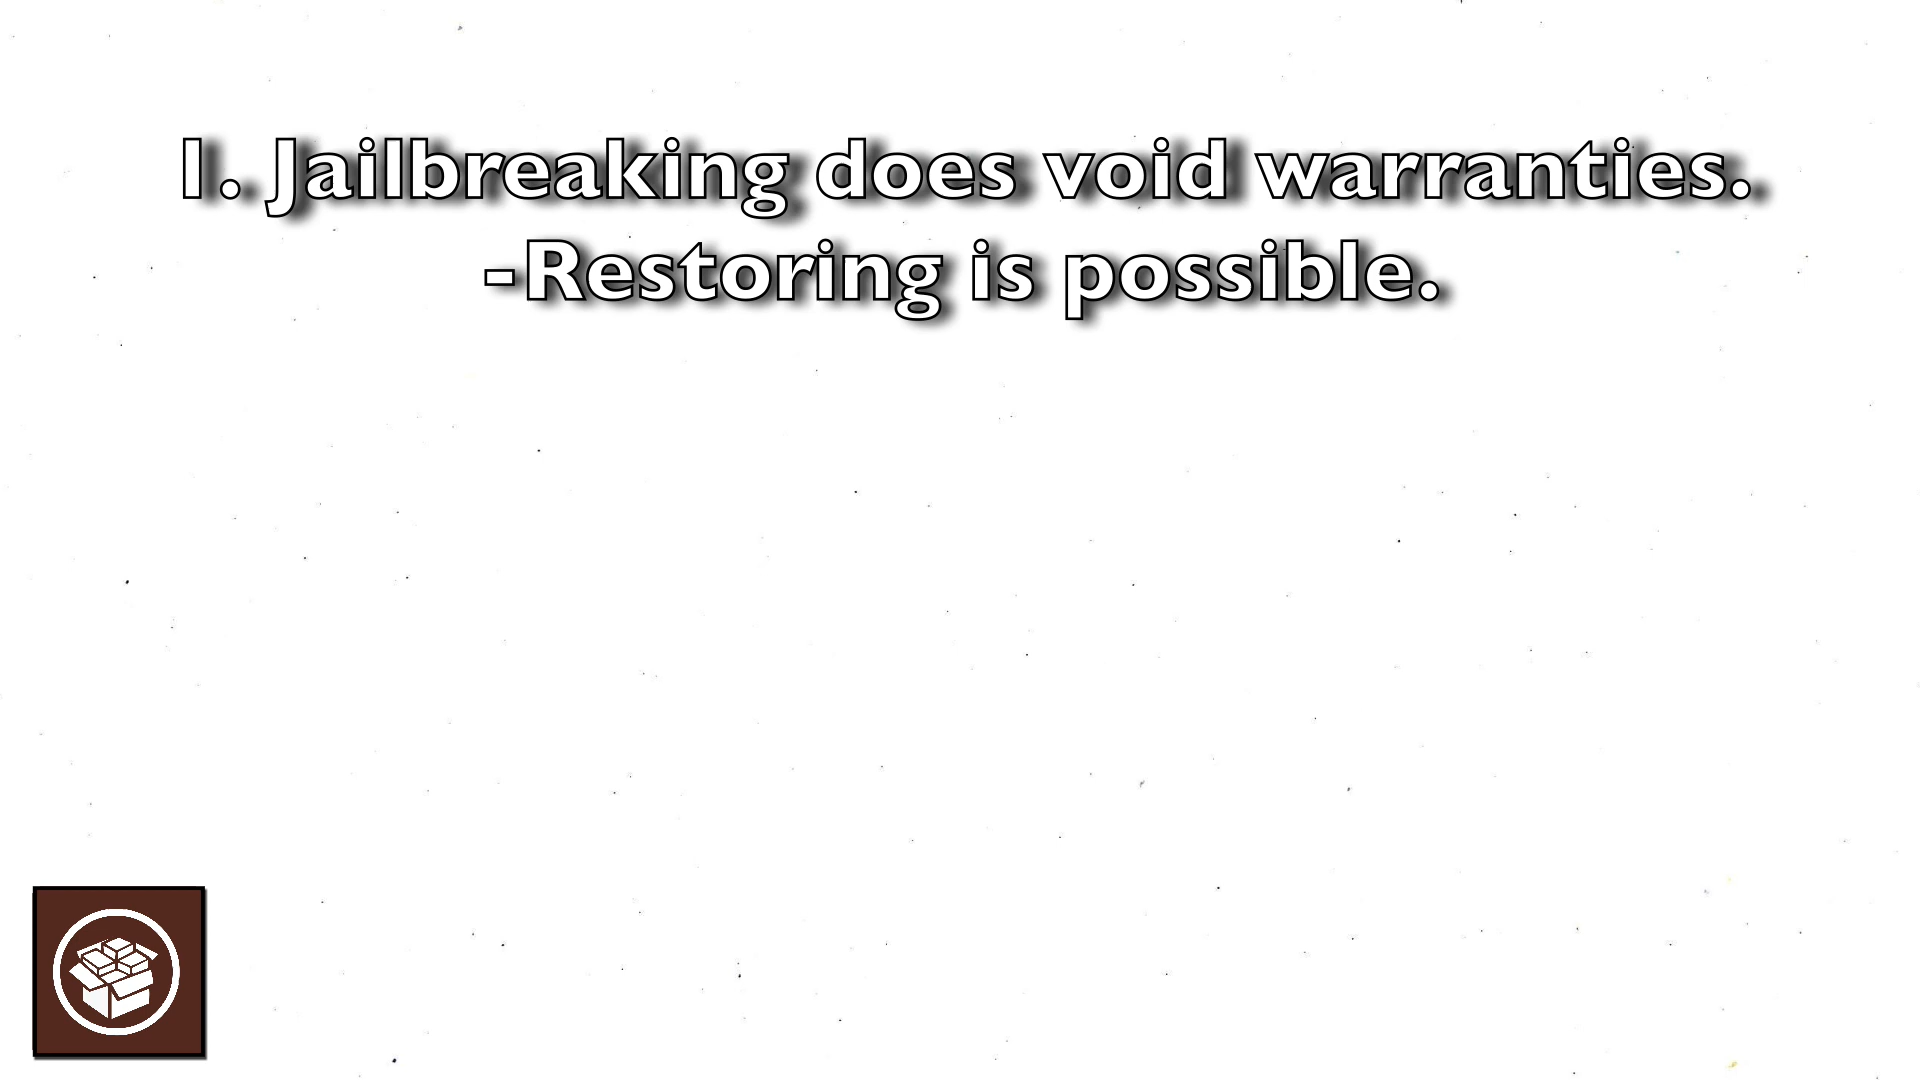 1. Jailbreaking does void warranties.
-Restoring is possible.